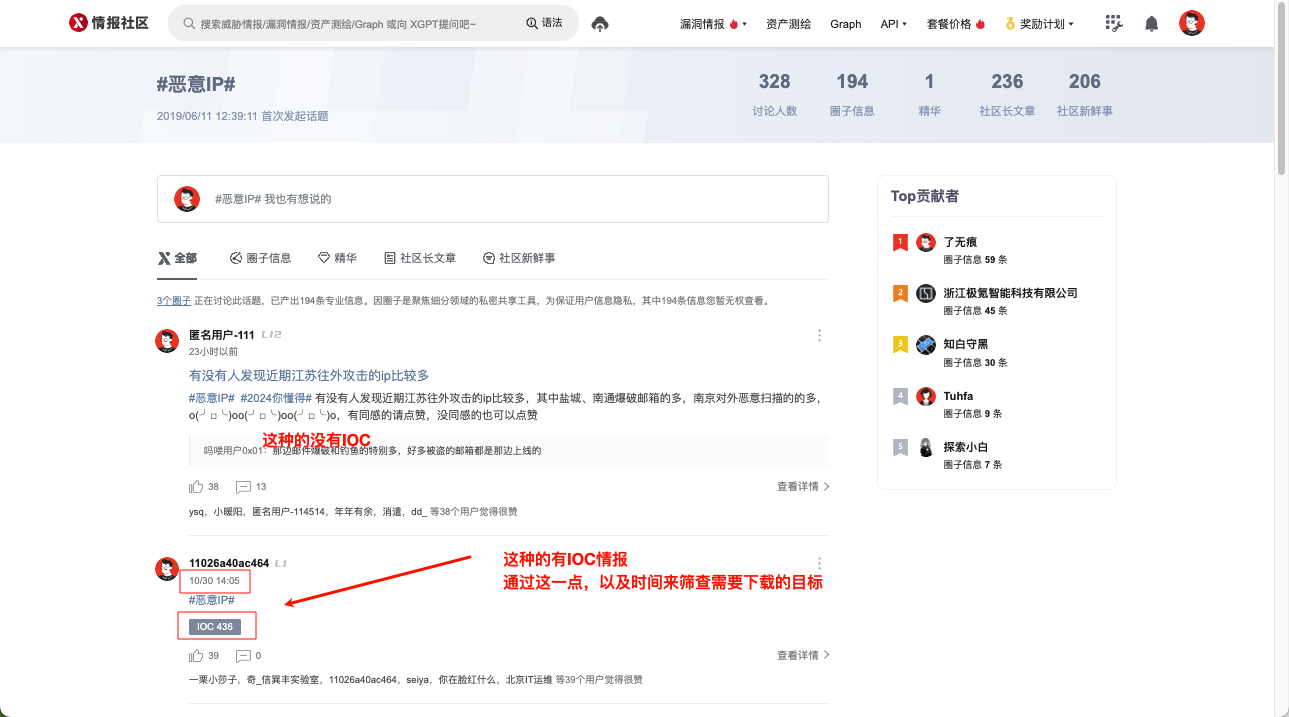 情报社区 搜索威胁情报/漏洞情报/资产测绘/Graph 或向 XGPT提问吧~ 语法 漏洞情报 资产测绘 Graph API 套餐价格 奖励计划
#恶意IP#
2019/06/11 12:39:11 首次发起话题
328 194 1 236 206
讨论人数 圈子信息 精华 社区长文章 社区新鲜事
#恶意IP# 我也有想说的
全部 圈子信息 精华 社区长文章 社区新鲜事
3个圈子 正在讨论此话题，已产出194条专业信息。因圈子是聚焦细分领域的私密共享工具，为保证用户信息隐私，其中194条信息您暂无权查看。
匿名用户-111 L12
23小时以前
有没有人发现近期江苏往外攻击的ip比较多
#恶意IP# #2024你懂得# 有没有人发现近期江苏往外攻击的ip比较多，其中盐城、南通爆破邮箱的多，南京对外恶意扫描的的多，
o(╯□╰)oo(╯□╰)oo(╯□╰)o，有同感的请点赞，没同感的也可以点赞
这种的没有IOC
吗喽用户0x01：那边邮件爆破和钓鱼的特别多，好多被盗的邮箱都是那边上线的
38 13 查看详情
ysq，小暖阳，匿名用户-114514，年年有余，消遣，dd_ 等38个用户觉得很赞
11026a40ac464 L1
10/30 14:05
#恶意IP#
IOC 436
这种的有IOC情报
通过这一点，以及时间来筛查需要下载的目标
39 0 查看详情
一栗小莎子，奇_信巽丰实验室，11026a40ac464，seiya，你在脸红什么，北京IT运维 等39个用户觉得很赞
Top贡献者
1 了无痕
圈子信息 59 条
2 浙江极氪智能科技有限公司
圈子信息 45 条
3 知白守黑
圈子信息 30 条
4 Tuhfa
圈子信息 9 条
5 探索小白
圈子信息 7 条